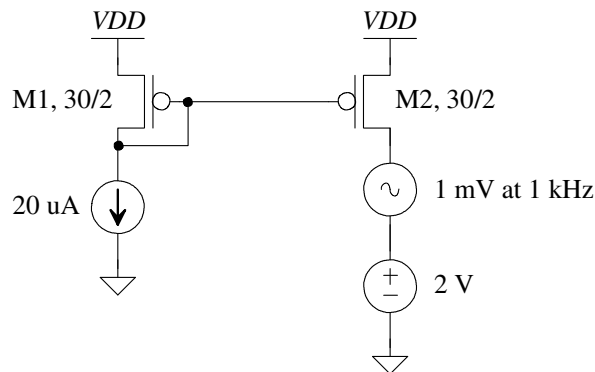 VDD
VDD
M1, 30/2
M2, 30/2
20 uA
1 mV at 1 kHz
2 V